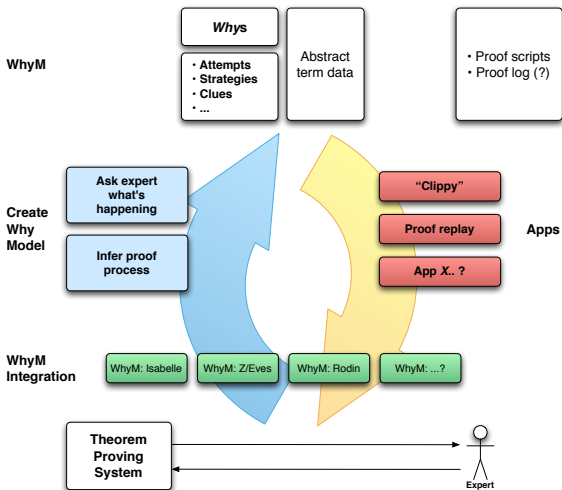 WhyM
Whys
• Attempts
• Strategies
• Clues
• ...
Abstract
term data
• Proof scripts
• Proof log (?)
Create
Why
Model
Ask expert
what's
happening
Infer proof
process
"Clippy"
Proof replay
App X.. ?
Apps
WhyM
Integration
WhyM: Isabelle
WhyM: Z/Eves
WhyM: Rodin
WhyM: ...?
Theorem
Proving
System
Expert